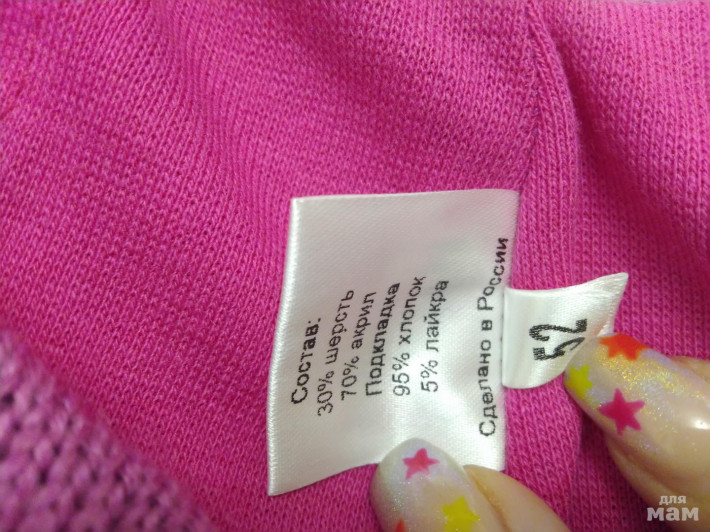 Состав:
30% шерсть
70% акрил
Подкладка
95% хлопок
5% лайкра
Сделано в России
52
для
мам